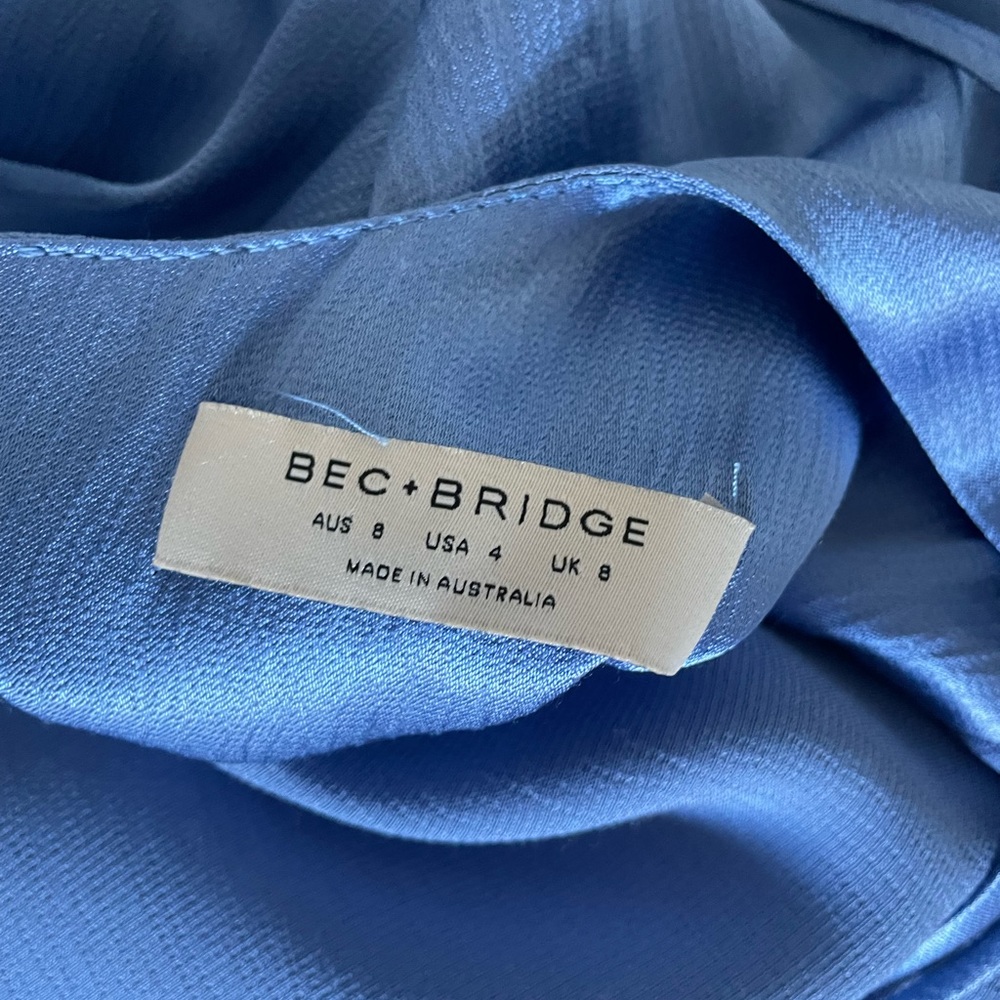 BEC+BRIDGE
AUS 8 USA 4 UK 8
MADE IN AUSTRALIA